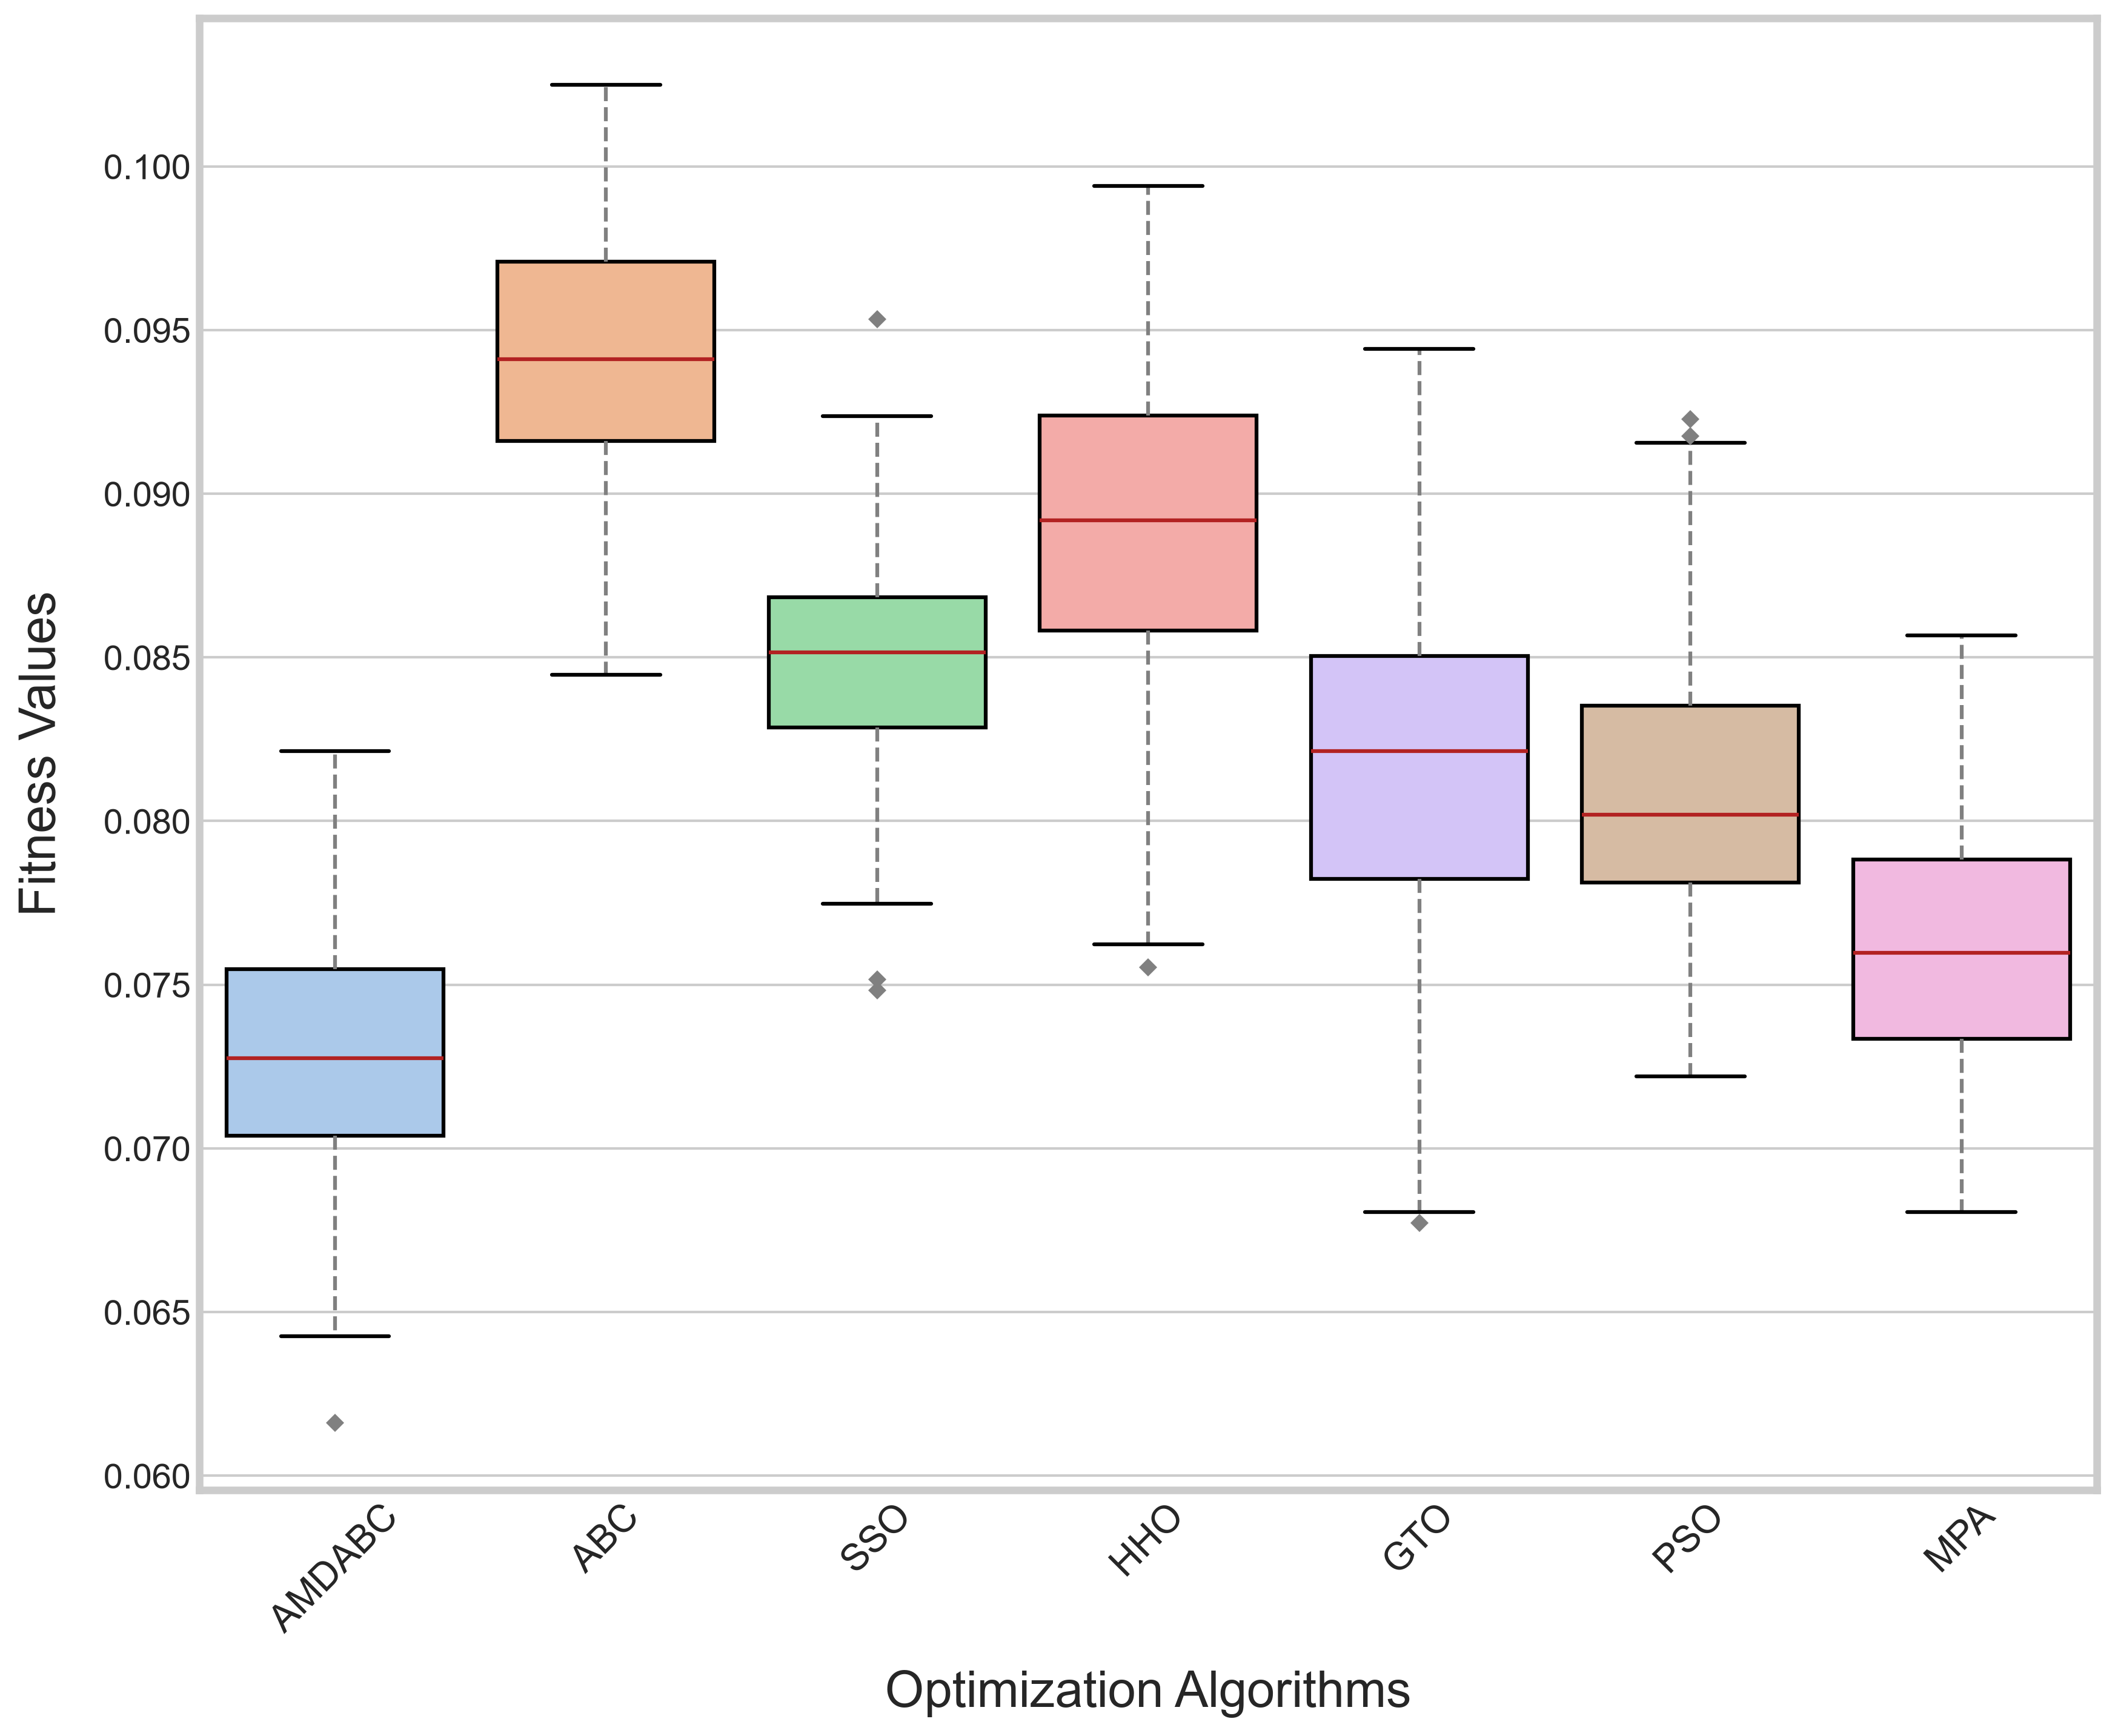 Fitness Values
0.100
0.095
0.090
0.085
0.080
0.075
0.070
0.065
0.060
AMDABC
ABC
SSO
HHO
GTO
PSO
MPA
Optimization Algorithms